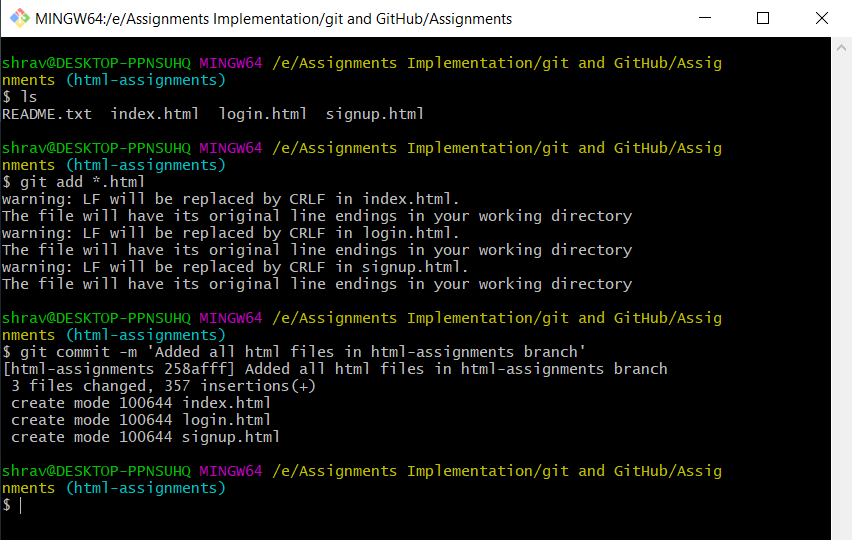 MINGW64:/e/Assignments Implementation/git and GitHub/Assignments
shrav@DESKTOP-PPNSUHQ MINGW64 /e/Assignments Implementation/git and GitHub/Assig
nments (html-assignments)
$ ls
README.txt  index.html  login.html  signup.html
shrav@DESKTOP-PPNSUHQ MINGW64 /e/Assignments Implementation/git and GitHub/Assig
nments (html-assignments)
$ git add *.html
warning: LF will be replaced by CRLF in index.html.
The file will have its original line endings in your working directory
warning: LF will be replaced by CRLF in login.html.
The file will have its original line endings in your working directory
warning: LF will be replaced by CRLF in signup.html.
The file will have its original line endings in your working directory
shrav@DESKTOP-PPNSUHQ MINGW64 /e/Assignments Implementation/git and GitHub/Assig
nments (html-assignments)
$ git commit -m 'Added all html files in html-assignments branch'
[html-assignments 258afff] Added all html files in html-assignments branch
 3 files changed, 357 insertions(+)
 create mode 100644 index.html
 create mode 100644 login.html
 create mode 100644 signup.html
shrav@DESKTOP-PPNSUHQ MINGW64 /e/Assignments Implementation/git and GitHub/Assig
nments (html-assignments)
$